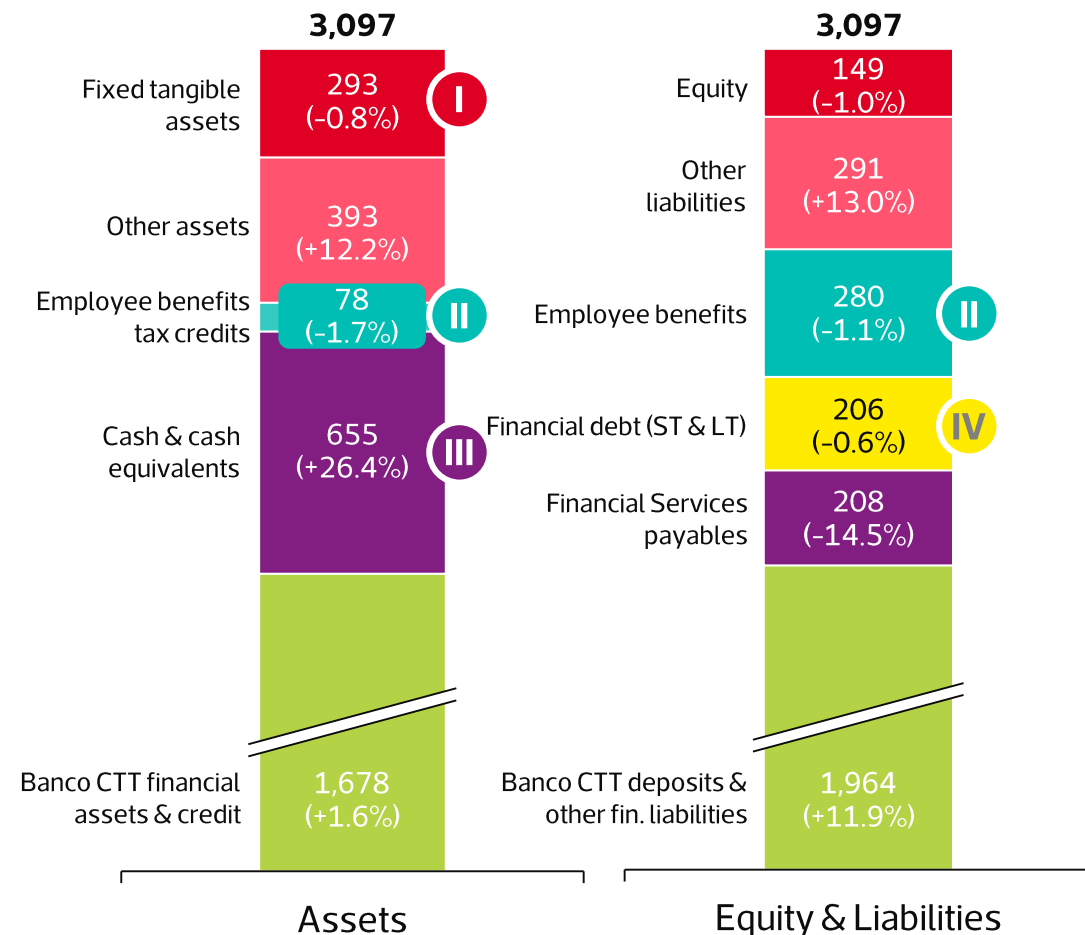 3,097
Fixed tangible
assets
293
(-0.8%)
I
Other assets
393
(+12.2%)
Employee benefits
tax credits
78
(-1.7%)
II
Cash & cash
equivalents
655
(+26.4%)
III
Banco CTT financial
assets & credit
1,678
(+1.6%)
Assets
3,097
Equity
149
(-1.0%)
Other
liabilities
291
(+13.0%)
Employee benefits
280
(-1.1%)
II
Financial debt (ST & LT)
206
(-0.6%)
IV
Financial Services
payables
208
(-14.5%)
Banco CTT deposits &
other fin. liabilities
1,964
(+11.9%)
Equity & Liabilities